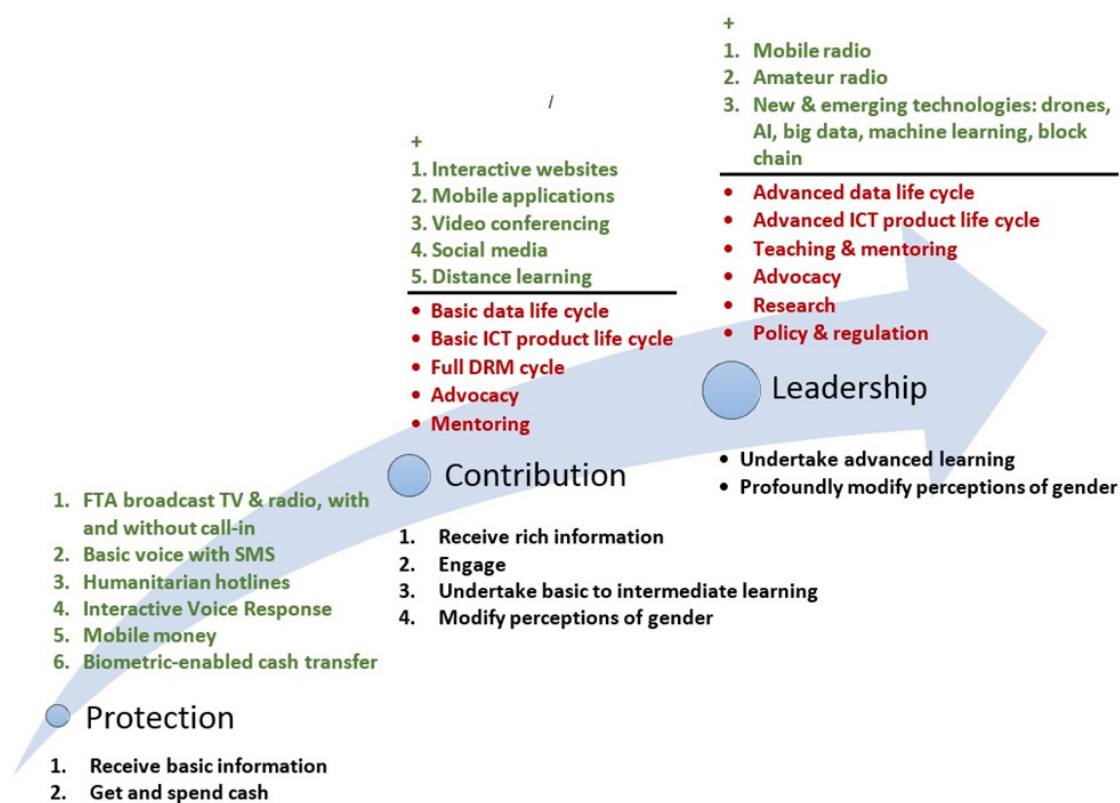 +
1. Mobile radio
2. Amateur radio
3. New & emerging technologies: drones,
AI, big data, machine learning, block
chain
• Advanced data life cycle
• Advanced ICT product life cycle
• Teaching & mentoring
• Advocacy
• Research
• Policy & regulation
Leadership
• Undertake advanced learning
• Profoundly modify perceptions of gender
/
+
1. Interactive websites
2. Mobile applications
3. Video conferencing
4. Social media
5. Distance learning
• Basic data life cycle
• Basic ICT product life cycle
• Full DRM cycle
• Advocacy
• Mentoring
Contribution
1. Receive rich information
2. Engage
3. Undertake basic to intermediate learning
4. Modify perceptions of gender
1. FTA broadcast TV & radio, with
and without call-in
2. Basic voice with SMS
3. Humanitarian hotlines
4. Interactive Voice Response
5. Mobile money
6. Biometric-enabled cash transfer
Protection
1. Receive basic information
2. Get and spend cash